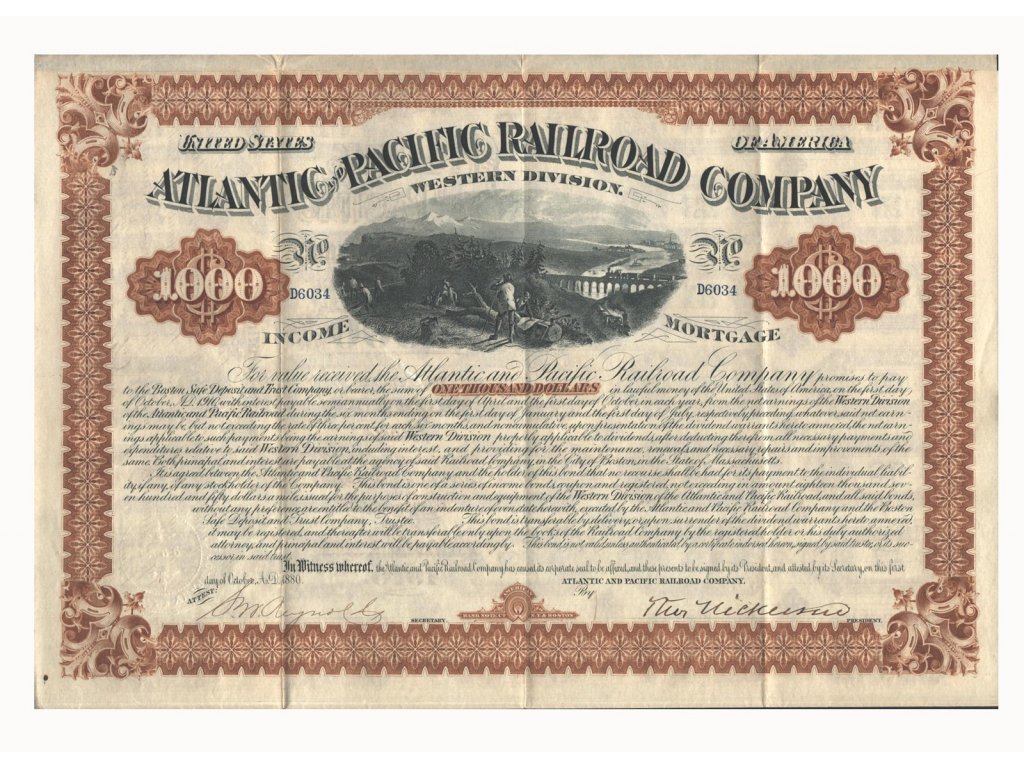 UNITED STATES OF AMERICA
ATLANTIC AND PACIFIC RAILROAD COMPANY
WESTERN DIVISION.
No No
1.000 1.000
D6034 D6034
INCOME MORTGAGE
For value received, the Atlantic and Pacific Railroad Company promises to pay
to the Boston Safe Deposit and Trust Company, or bearer, the sum of ONE THOUSAND DOLLARS in lawful money of the United States of America, on the first day
of October, A.D. 1910, with interest payable semiannually on the first day of April and the first day of October in each year, from the net earnings of the Western Division
of the Atlantic and Pacific Railroad during the six months ending on the first day of January and the first day of July, respectively, preceding, whatever said net earn-
ings may be, but not exceeding the rate of three per cent. for each six months, and noncumulative, upon presentation of the dividend warrants hereto annexed, the net earn-
ings applicable to such payments being the earnings of said Western Division properly applicable to dividends, after deducting therefrom all necessary payments and
expenditures relative to said Western Division, including interest, and providing for the maintenance, renewals, and necessary repairs and improvements of the
same. Both principal and interest are payable at the agency of said Railroad Company, in the City of Boston, in the State of Massachusetts.
It is agreed between the Atlantic and Pacific Railroad Company and the holder of this bond, that no recourse shall be had for its payment to the individual liabil-
ity, if any, of any stockholder of the Company. This bond is one of a series of income bonds, coupon and registered, not exceeding in amount eighteen thousand, sev-
en hundred and fifty dollars a mile, issued for the purposes of construction and equipment of the Western Division of the Atlantic and Pacific Railroad, and all said bonds,
without any preference, are entitled to the benefit of an indenture of even date herewith, executed by the Atlantic and Pacific Railroad Company and the Boston
Safe Deposit and Trust Company, Trustee. This bond is transferable by delivery, or upon surrender of the dividend warrants hereto annexed,
it may be registered, and thereafter will be transferable only upon the books of the Railroad Company by the registered holder or his duly authorized
attorney, and principal and interest will be payable accordingly. This bond is not valid unless authenticated by a certificate endorsed hereon, signed by said trustee, or its suc-
cessor in said trust.
In Witness whereof, the Atlantic and Pacific Railroad Company has caused its corporate seal to be affixed, and these presents to be signed by its President, and attested by its Secretary, on this first
day of October, A.D. 1880. ATLANTIC AND PACIFIC RAILROAD COMPANY.
ATTEST: By
Reynolds Nickerson
SECRETARY. PRESIDENT.
AMERICAN
BANK NOTE CO. N.Y. & BOSTON